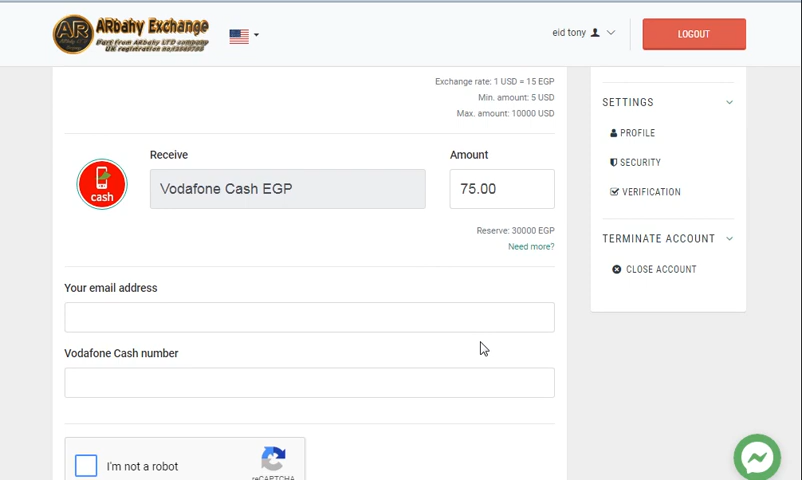 ARbahy Exchange
Part from ARbahy LTD company
eid tony
LOGOUT
Exchange rate: 1 USD = 15 EGP
Min. amount: 5 USD
Max. amount: 10000 USD
SETTINGS
PROFILE
SECURITY
VERIFICATION
Receive
Amount
cash
Vodafone Cash EGP
75.00
Reserve: 30000 EGP
Need more?
TERMINATE ACCOUNT
CLOSE ACCOUNT
Your email address
Vodafone Cash number
I'm not a robot
reCAPTCHA